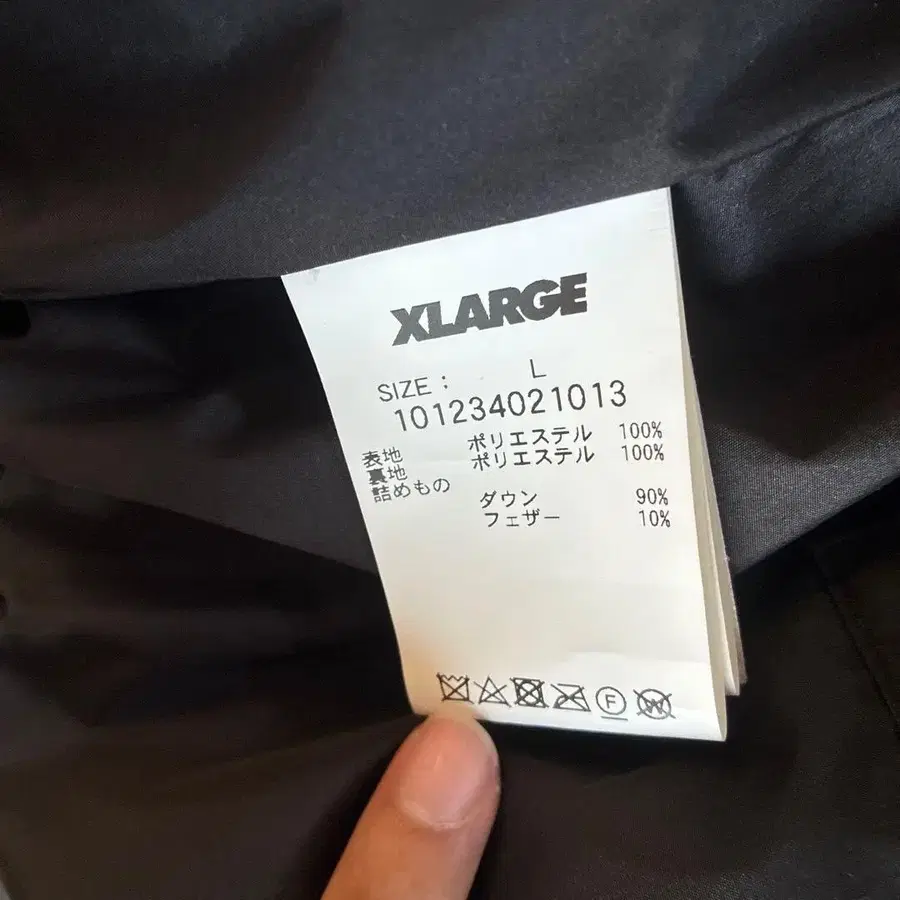 XLARGE
SIZE: L
101234021013
表地 ポリエステル 100%
裏地 ポリエステル 100%
詰めもの
ダウン 90%
フェザー 10%
F W